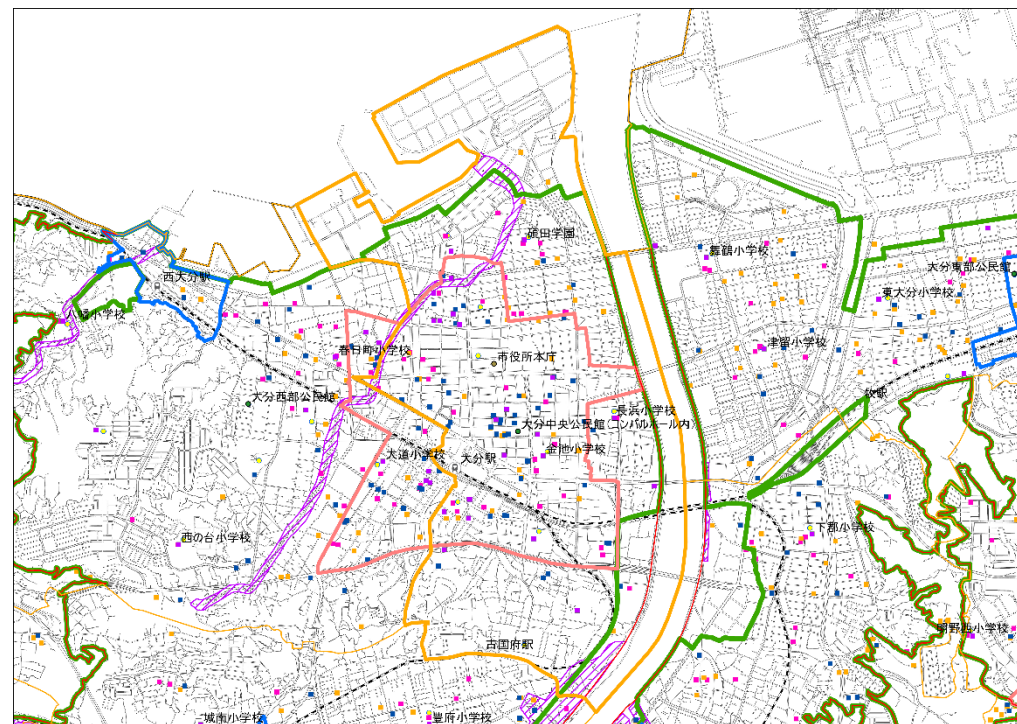 碩田学園
舞鶴小学校
大分東部公民館
西大分駅
東大分小学校
八幡小学校
春日町小学校
津留小学校
市役所本庁
大分西部公民館
牧駅
長浜小学校
大分中央公民館(コンパルホール内)
金池小学校
大道小学校
大分駅
下郡小学校
西の台小学校
明野西小学校
古国府駅
城南小学校
豊府小学校